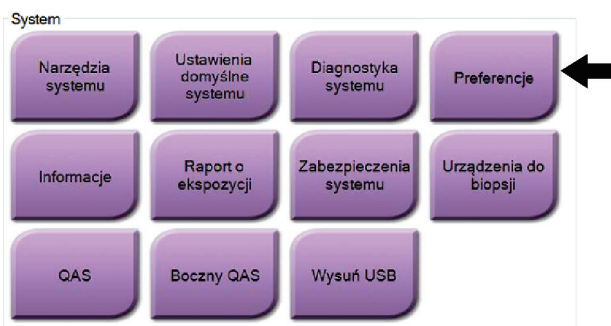 System
Narzędzia
systemu
Ustawienia
domyślne
systemu
Diagnostyka
systemu
Preferencje
Informacje
Raport o
ekspozycji
Zabezpieczenia
systemu
Urządzenia do
biopsji
QAS
Boczny QAS
Wysuń USB